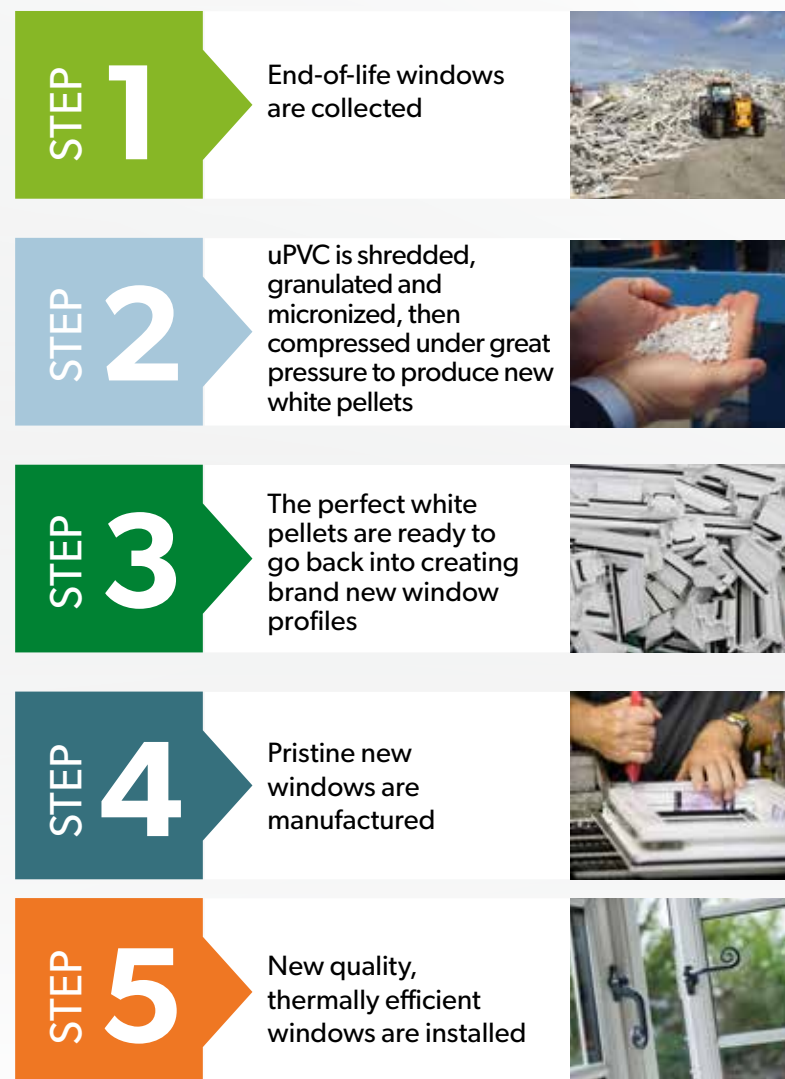 STEP 1
End-of-life windows
are collected
STEP 2
uPVC is shredded,
granulated and
micronized, then
compressed under great
pressure to produce new
white pellets
STEP 3
The perfect white
pellets are ready to
go back into creating
brand new window
profiles
STEP 4
Pristine new
windows are
manufactured
STEP 5
New quality,
thermally efficient
windows are installed